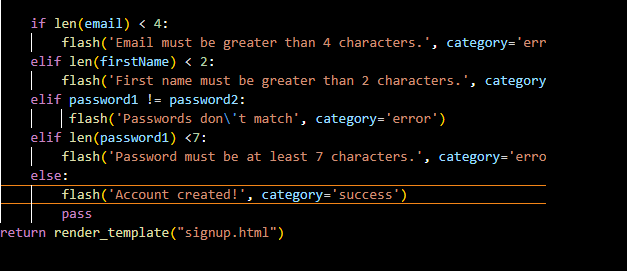 if len(email) < 4:
flash('Email must be greater than 4 characters.', category='err
elif len(firstName) < 2:
flash('First name must be greater than 2 characters.', category
elif password1 != password2:
flash('Passwords don\'t match', category='error')
elif len(password1) <7:
flash('Password must be at least 7 characters.', category='erro
else:
flash('Account created!', category='success')
pass
return render_template("signup.html")